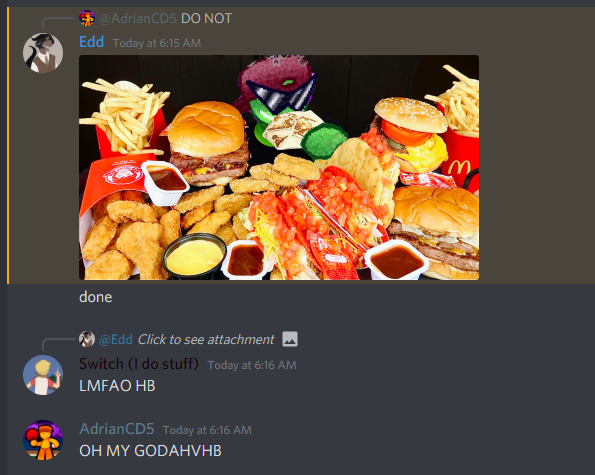 @AdrianCD5 DO NOT
Edd Today at 6:15 AM
done
@Edd Click to see attachment
Switch (I do stuff) Today at 6:16 AM
LMFAO HB
AdrianCD5 Today at 6:16 AM
OH MY GODAHVHB